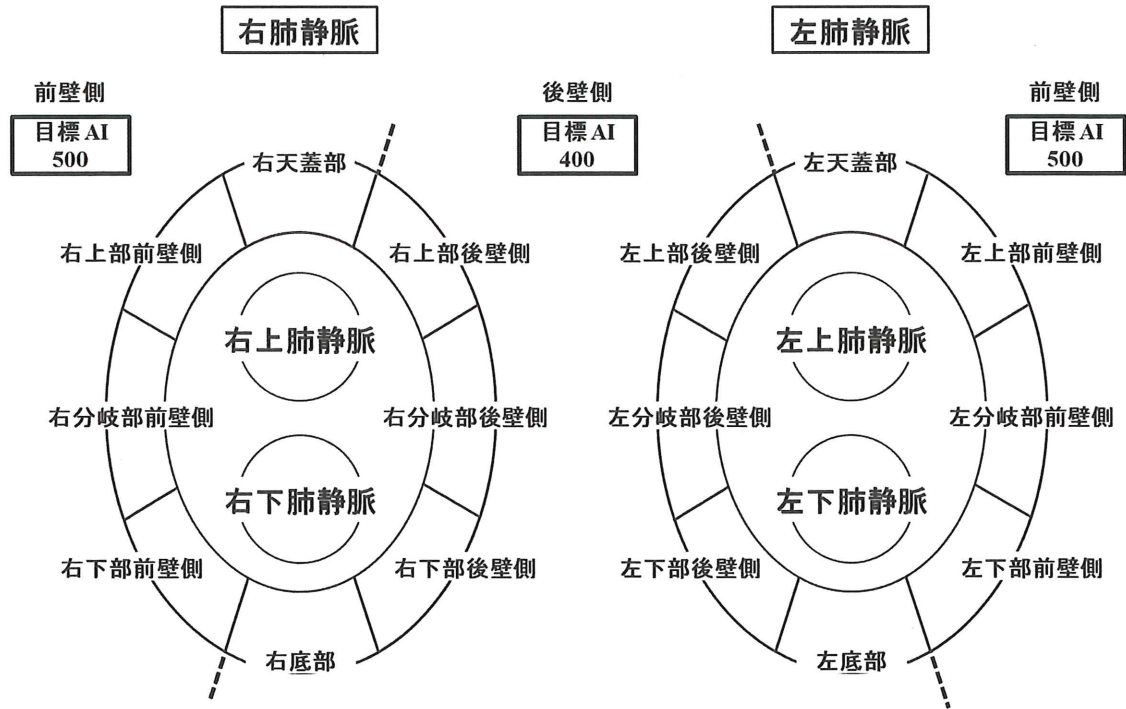 右肺静脈
左肺静脈
前壁側
後壁側
前壁側
目標 AI
500
目標 AI
400
目標 AI
500
右天蓋部
左天蓋部
右上部前壁側
右上部後壁側
左上部後壁側
左上部前壁側
右上肺静脈
左上肺静脈
右分岐部前壁側
右分岐部後壁側
左分岐部後壁側
左分岐部前壁側
右下肺静脈
左下肺静脈
右下部前壁側
右下部後壁側
左下部後壁側
左下部前壁側
右底部
左底部